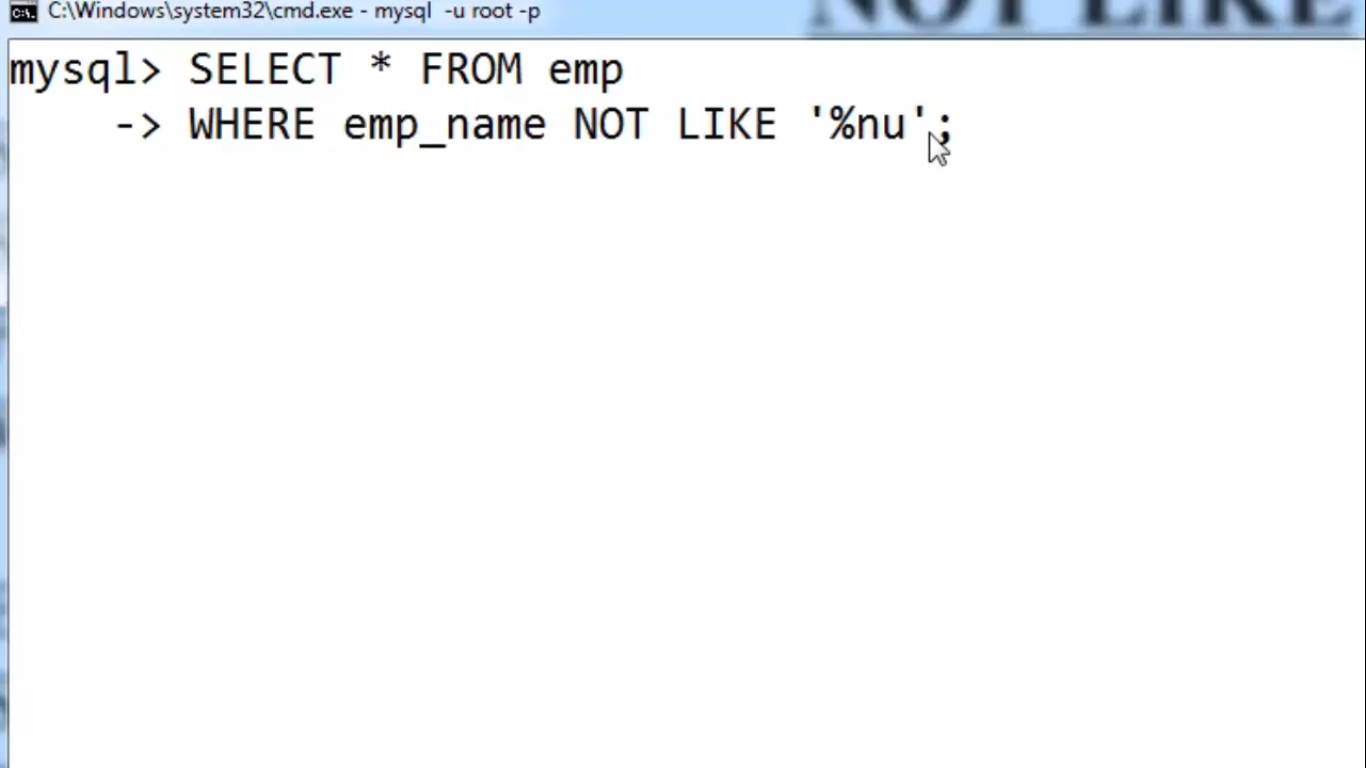 C:\Windows\system32\cmd.exe - mysql  -u root -p
NOT LIKE
mysql> SELECT * FROM emp
    -> WHERE emp_name NOT LIKE '%nu';